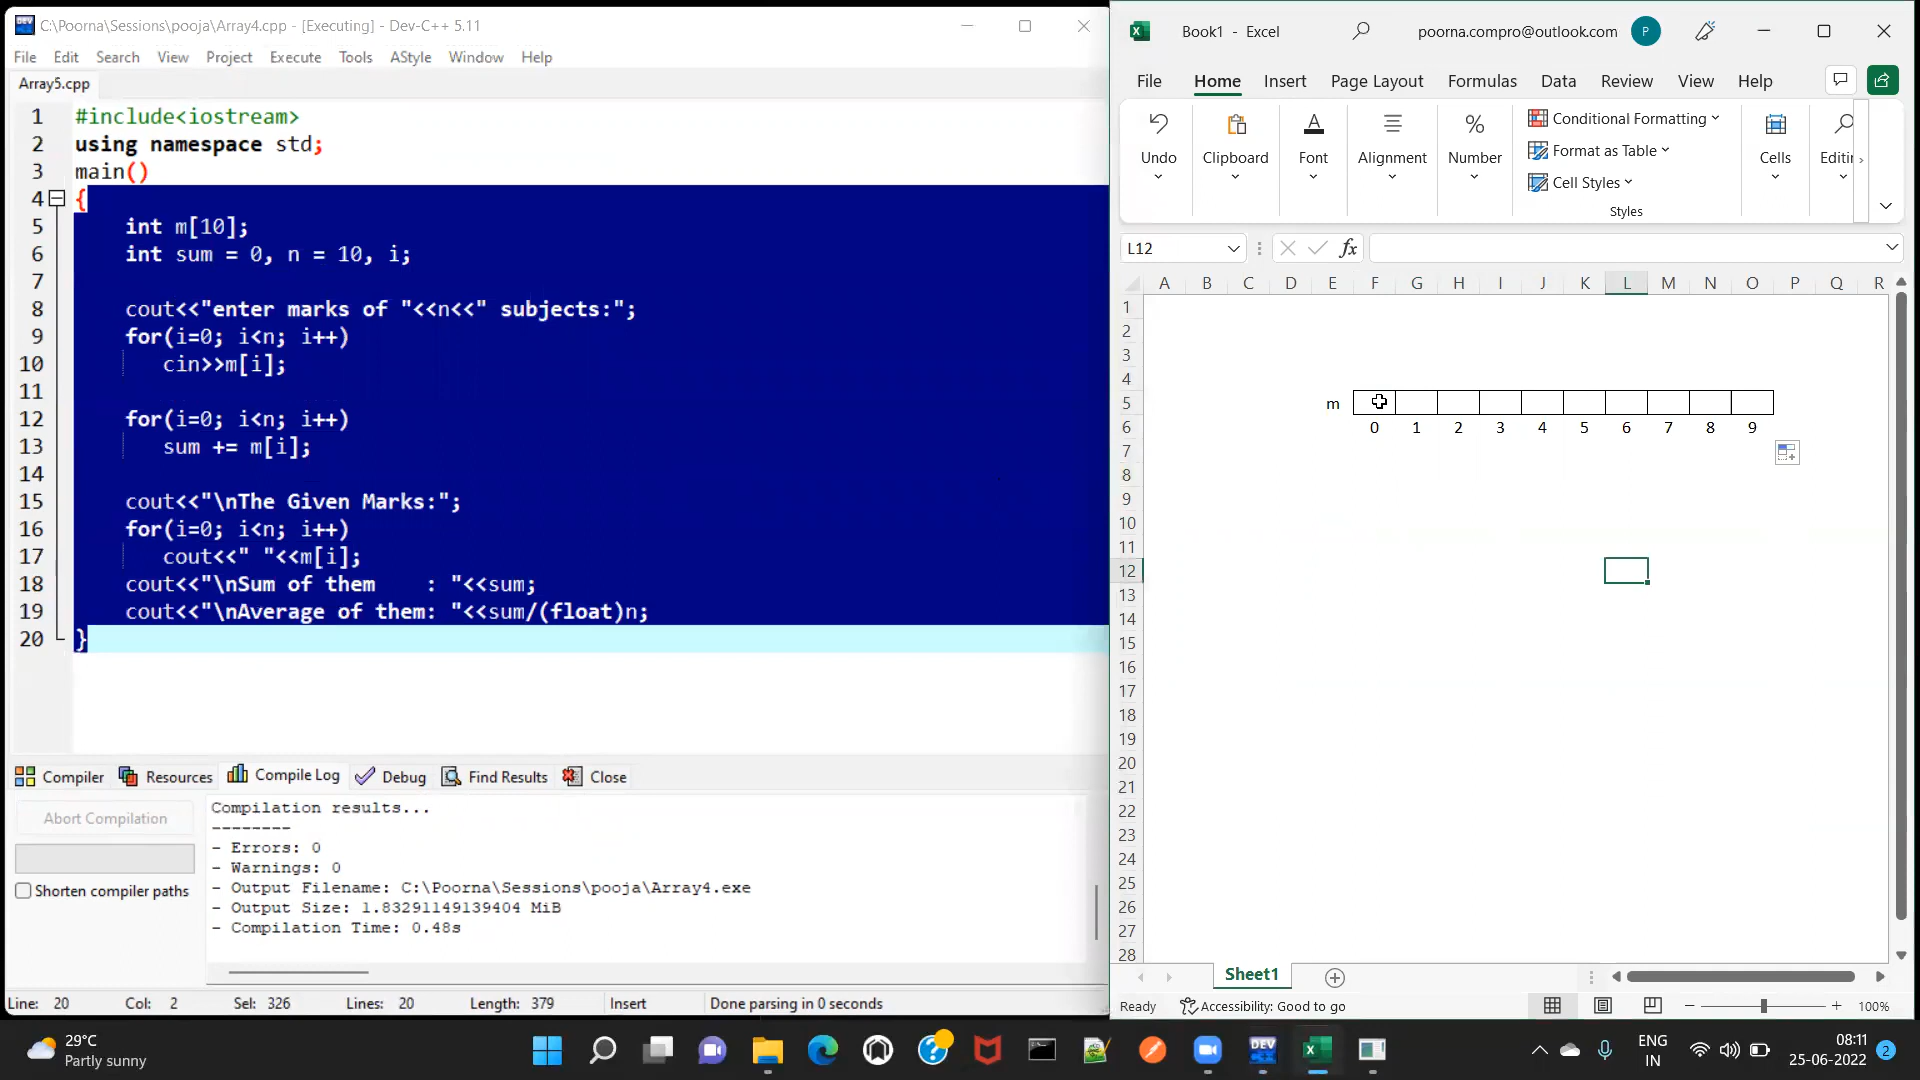 C:\Poorna\Sessions\pooja\Array4.cpp - [Executing] - Dev-C++ 5.11
File Edit Search View Project Execute Tools AStyle Window Help
Array5.cpp
1 #include<iostream>
2 using namespace std;
3 main()
4 {
5 int m[10];
6 int sum = 0, n = 10, i;
7
8 cout<<"enter marks of "<<n<<" subjects:";
9 for(i=0; i<n; i++)
10 cin>>m[i];
11
12 for(i=0; i<n; i++)
13 sum += m[i];
14
15 cout<<"\nThe Given Marks:";
16 for(i=0; i<n; i++)
17 cout<<" "<<m[i];
18 cout<<"\nSum of them    : "<<sum;
19 cout<<"\nAverage of them: "<<sum/(float)n;
20 }
Compiler Resources Compile Log Debug Find Results Close
Abort Compilation
Shorten compiler paths
Compilation results...
--------
- Errors: 0
- Warnings: 0
- Output Filename: C:\Poorna\Sessions\pooja\Array4.exe
- Output Size: 1.83291149139404 MiB
- Compilation Time: 0.48s
Line: 20 Col: 2 Sel: 326 Lines: 20 Length: 379 Insert Done parsing in 0 seconds
Book1 - Excel poorna.compro@outlook.com P
File Home Insert Page Layout Formulas Data Review View Help
Undo Clipboard Font Alignment Number Cells Editi
Conditional Formatting
Format as Table
Cell Styles
Styles
L12 fx
A B C D E F G H I J K L M N O P Q R
1
2
3
4
5 m
6 0 1 2 3 4 5 6 7 8 9
7
8
9
10
11
12
13
14
15
16
17
18
19
20
21
22
23
24
25
26
27
28
Sheet1
Ready Accessibility: Good to go 100%
29°C
Partly sunny
DEV
ENG
IN
08:11
25-06-2022
2